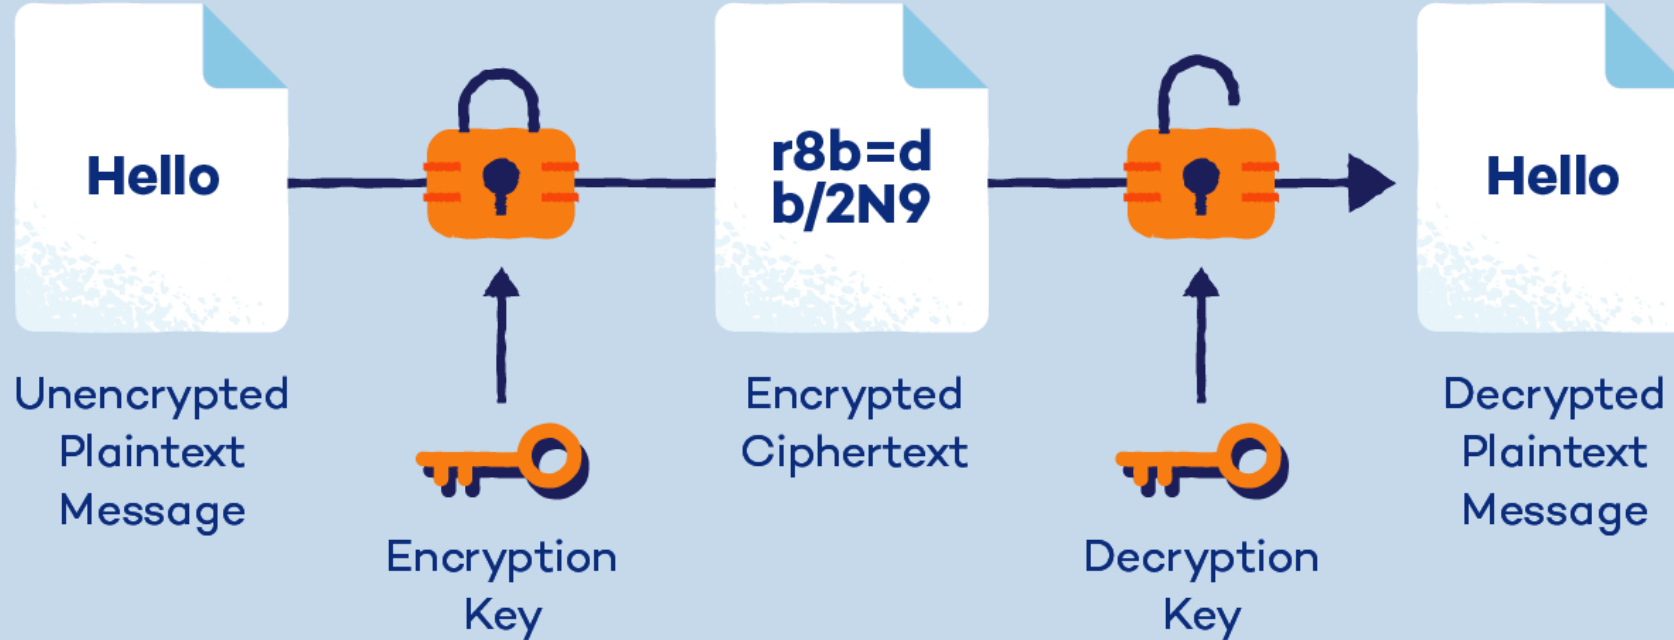 Hello
r8b=d
b/2N9
Hello
Unencrypted
Plaintext
Message
Encryption
Key
Encrypted
Ciphertext
Decryption
Key
Decrypted
Plaintext
Message